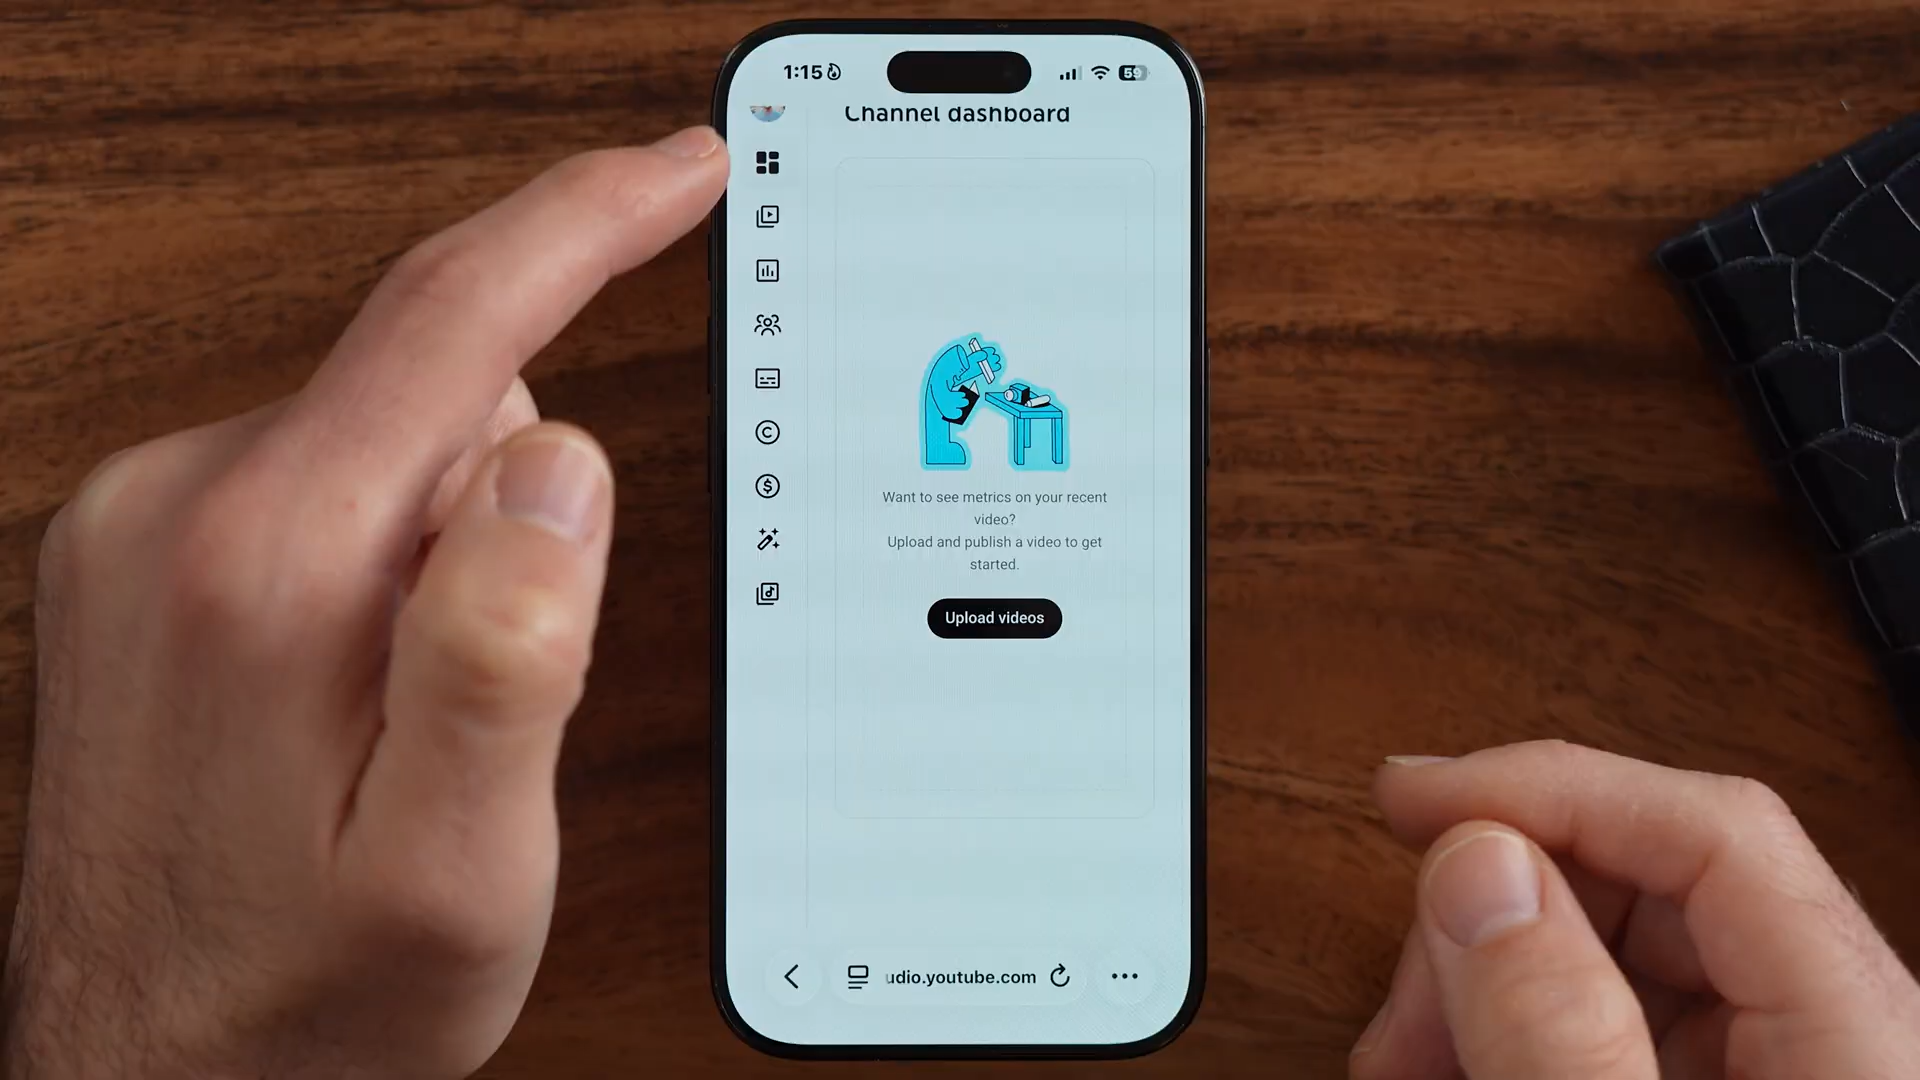 1:15
59
Channel dashboard
Want to see metrics on your recent
video?
Upload and publish a video to get
started.
Upload videos
udio.youtube.com